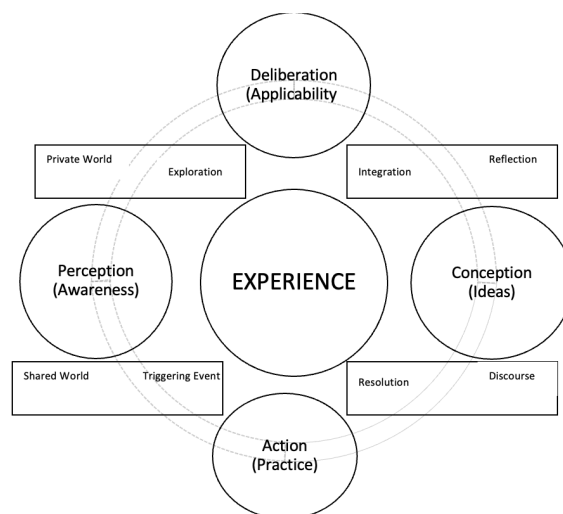 Deliberation
(Applicability
Private World
Exploration
Reflection
Integration
Perception
(Awareness)
EXPERIENCE
Conception
(Ideas)
Shared World
Triggering Event
Resolution
Discourse
Action
(Practice)